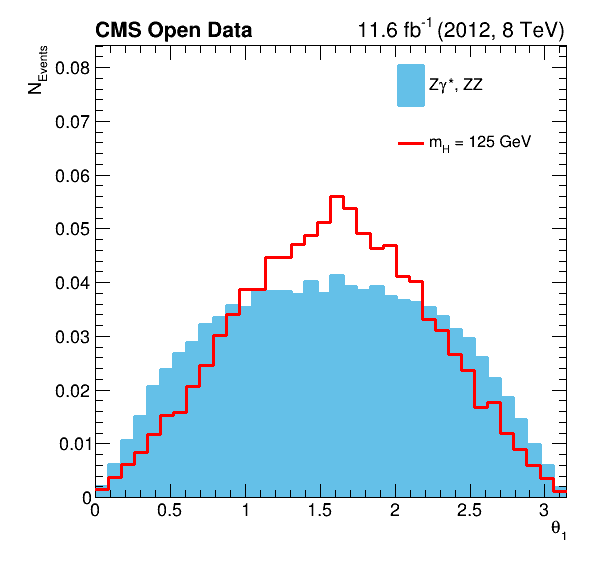 CMS Open Data 11.6 fb⁻¹ (2012, 8 TeV)
N_Events
0.08
0.07
0.06
0.05
0.04
0.03
0.02
0.01
0
Zγ*, ZZ
m_H = 125 GeV
0 0.5 1 1.5 2 2.5 3
θ₁